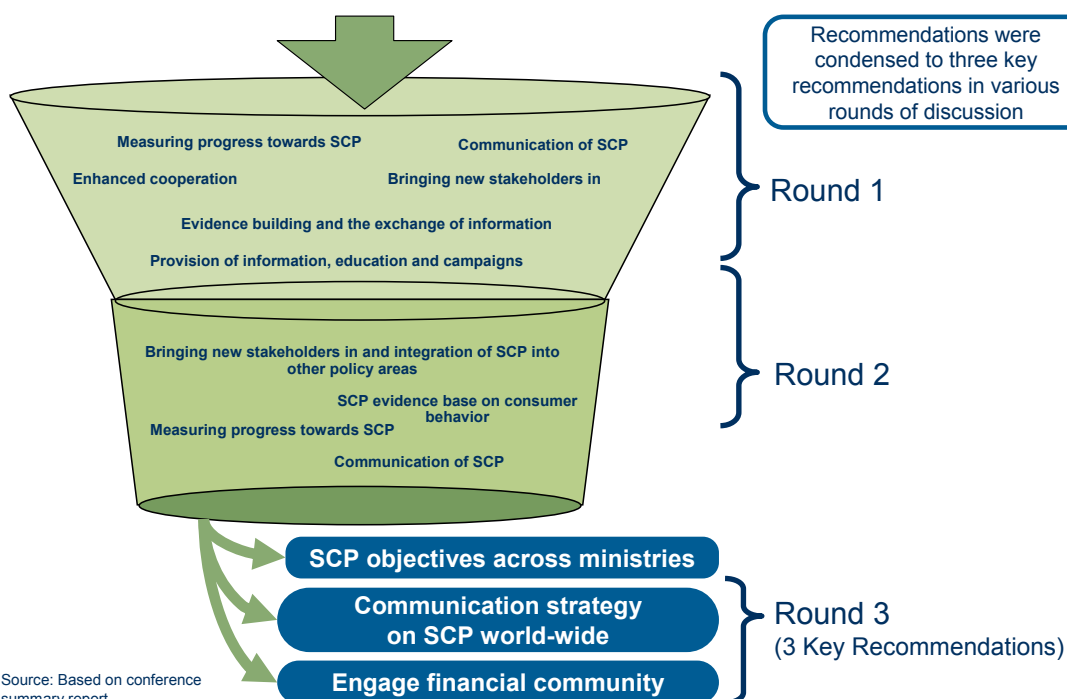 Recommendations were
condensed to three key
recommendations in various
rounds of discussion
Measuring progress towards SCP
Communication of SCP
Enhanced cooperation
Bringing new stakeholders in
Evidence building and the exchange of information
Provision of information, education and campaigns
Round 1
Bringing new stakeholders in and integration of SCP into
other policy areas
SCP evidence base on consumer
behavior
Measuring progress towards SCP
Communication of SCP
Round 2
SCP objectives across ministries
Communication strategy
on SCP world-wide
Engage financial community
Round 3
(3 Key Recommendations)
Source: Based on conference
summary report